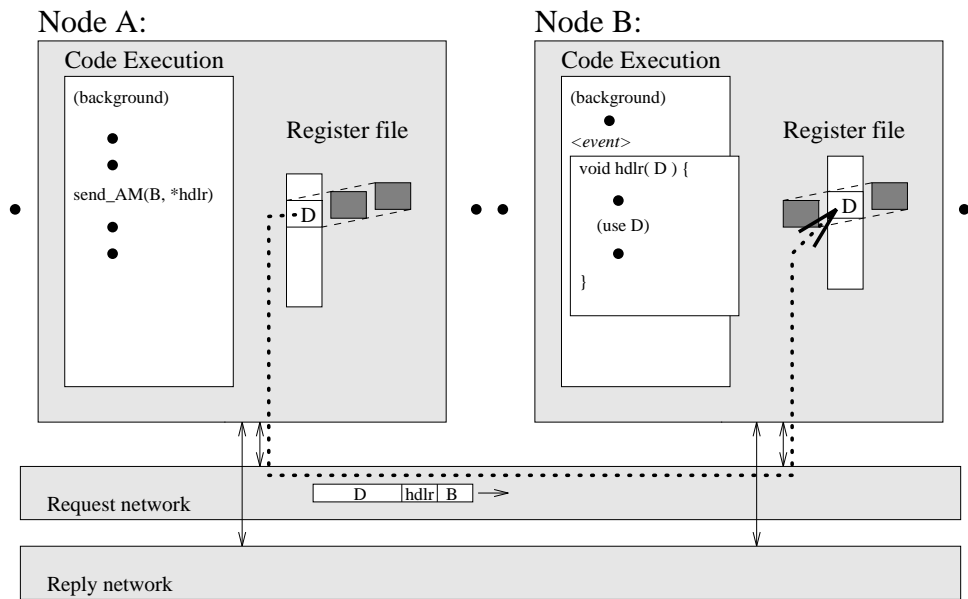 Node A:
Code Execution
(background)
send_AM(B, *hdlr)
Register file
D
Node B:
Code Execution
(background)
<event>
void hdlr( D ) {
(use D)
}
Register file
D
Request network
D hdlr B
Reply network